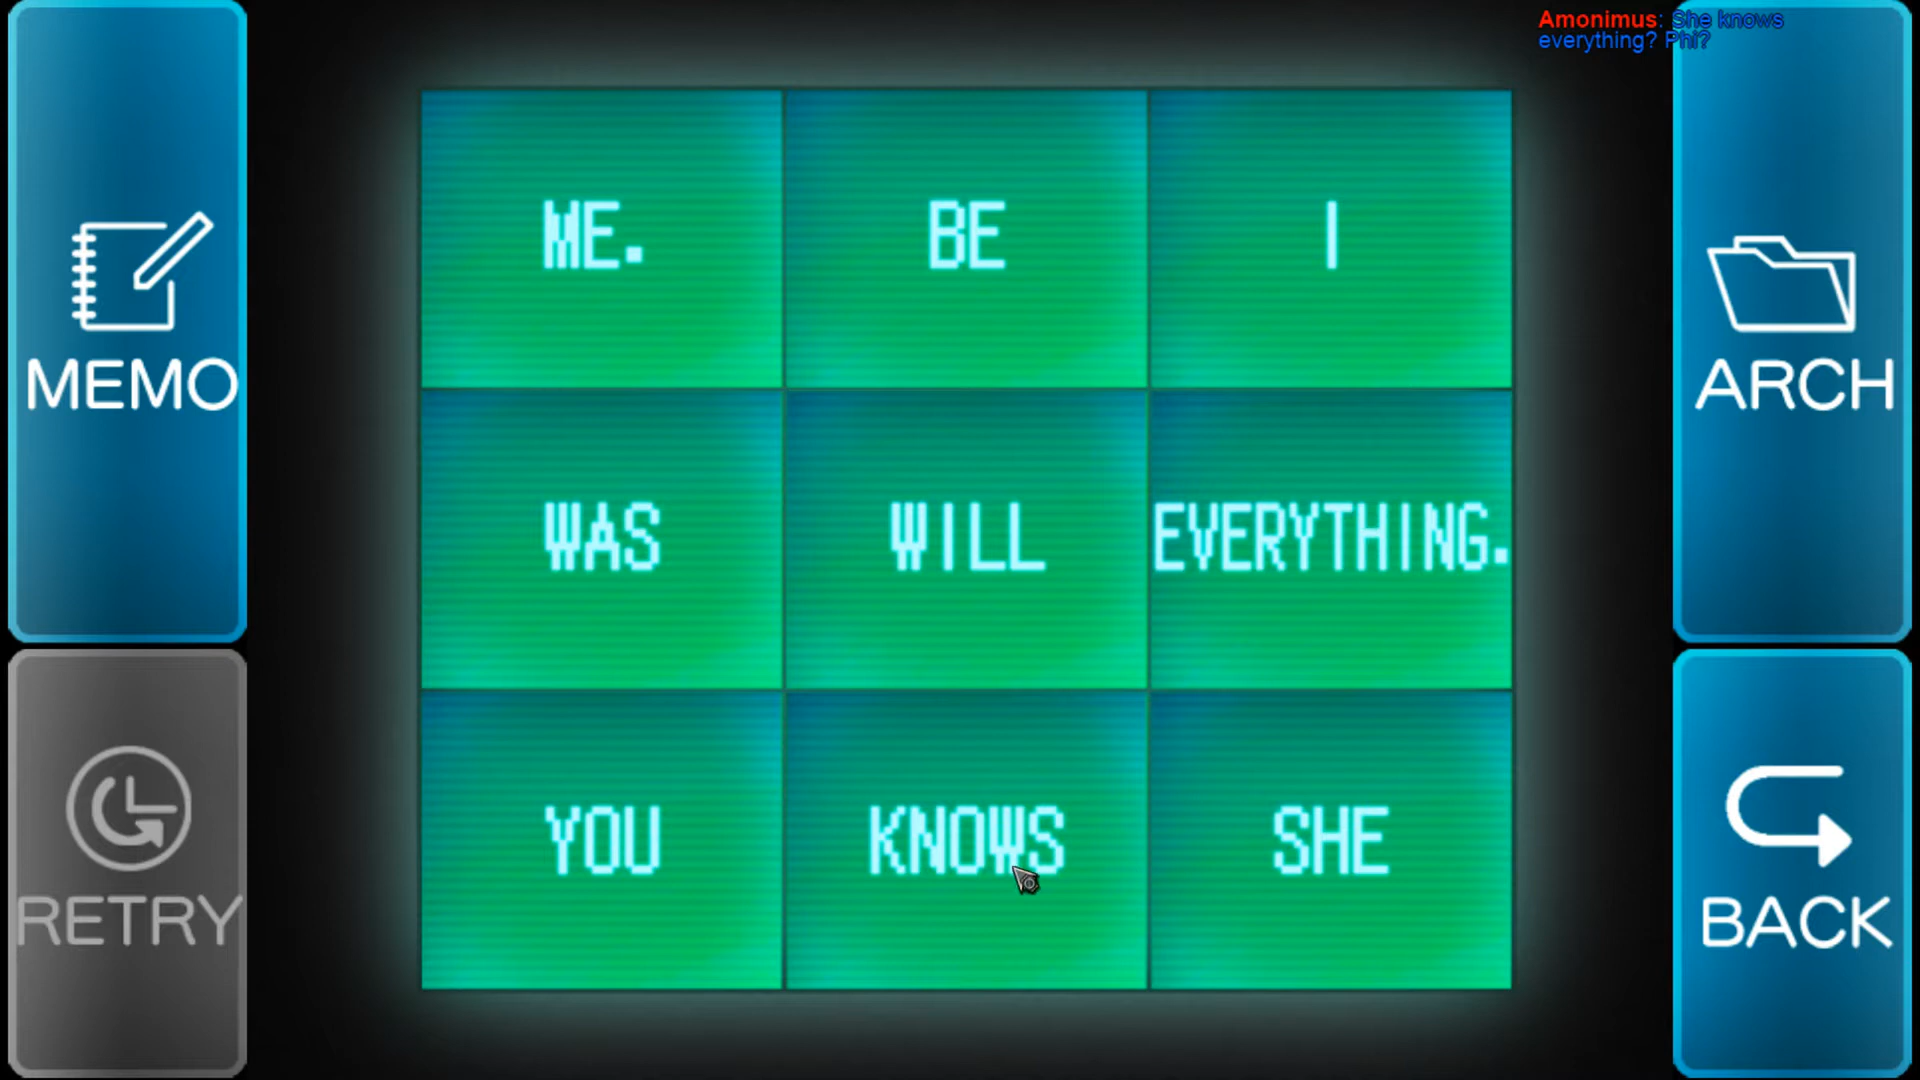 Amonimus: She knows
everything? Phi?
MEMO
ARCH
ME. BE I
WAS WILL EVERYTHING.
YOU KNOWS SHE
RETRY
BACK